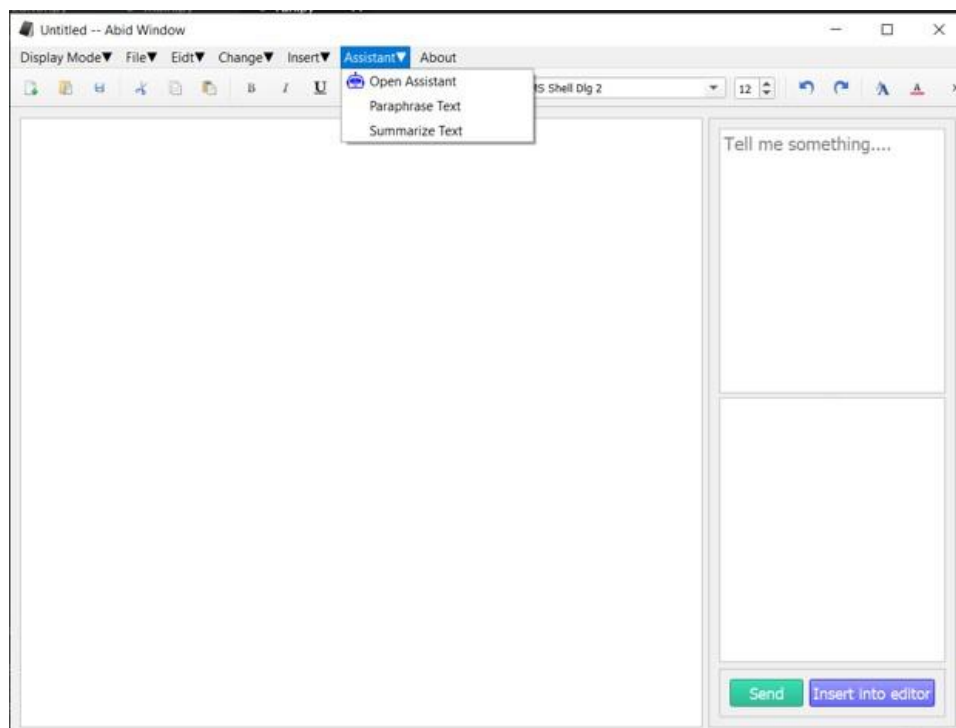 Untitled -- Abid Window
Display Mode▼ File▼ Eidt▼ Change▼ Insert▼ Assistant▼ About
B I U MS Shell Dlg 2 12 A A
Open Assistant
Paraphrase Text
Summarize Text
Tell me something....
Send Insert into editor